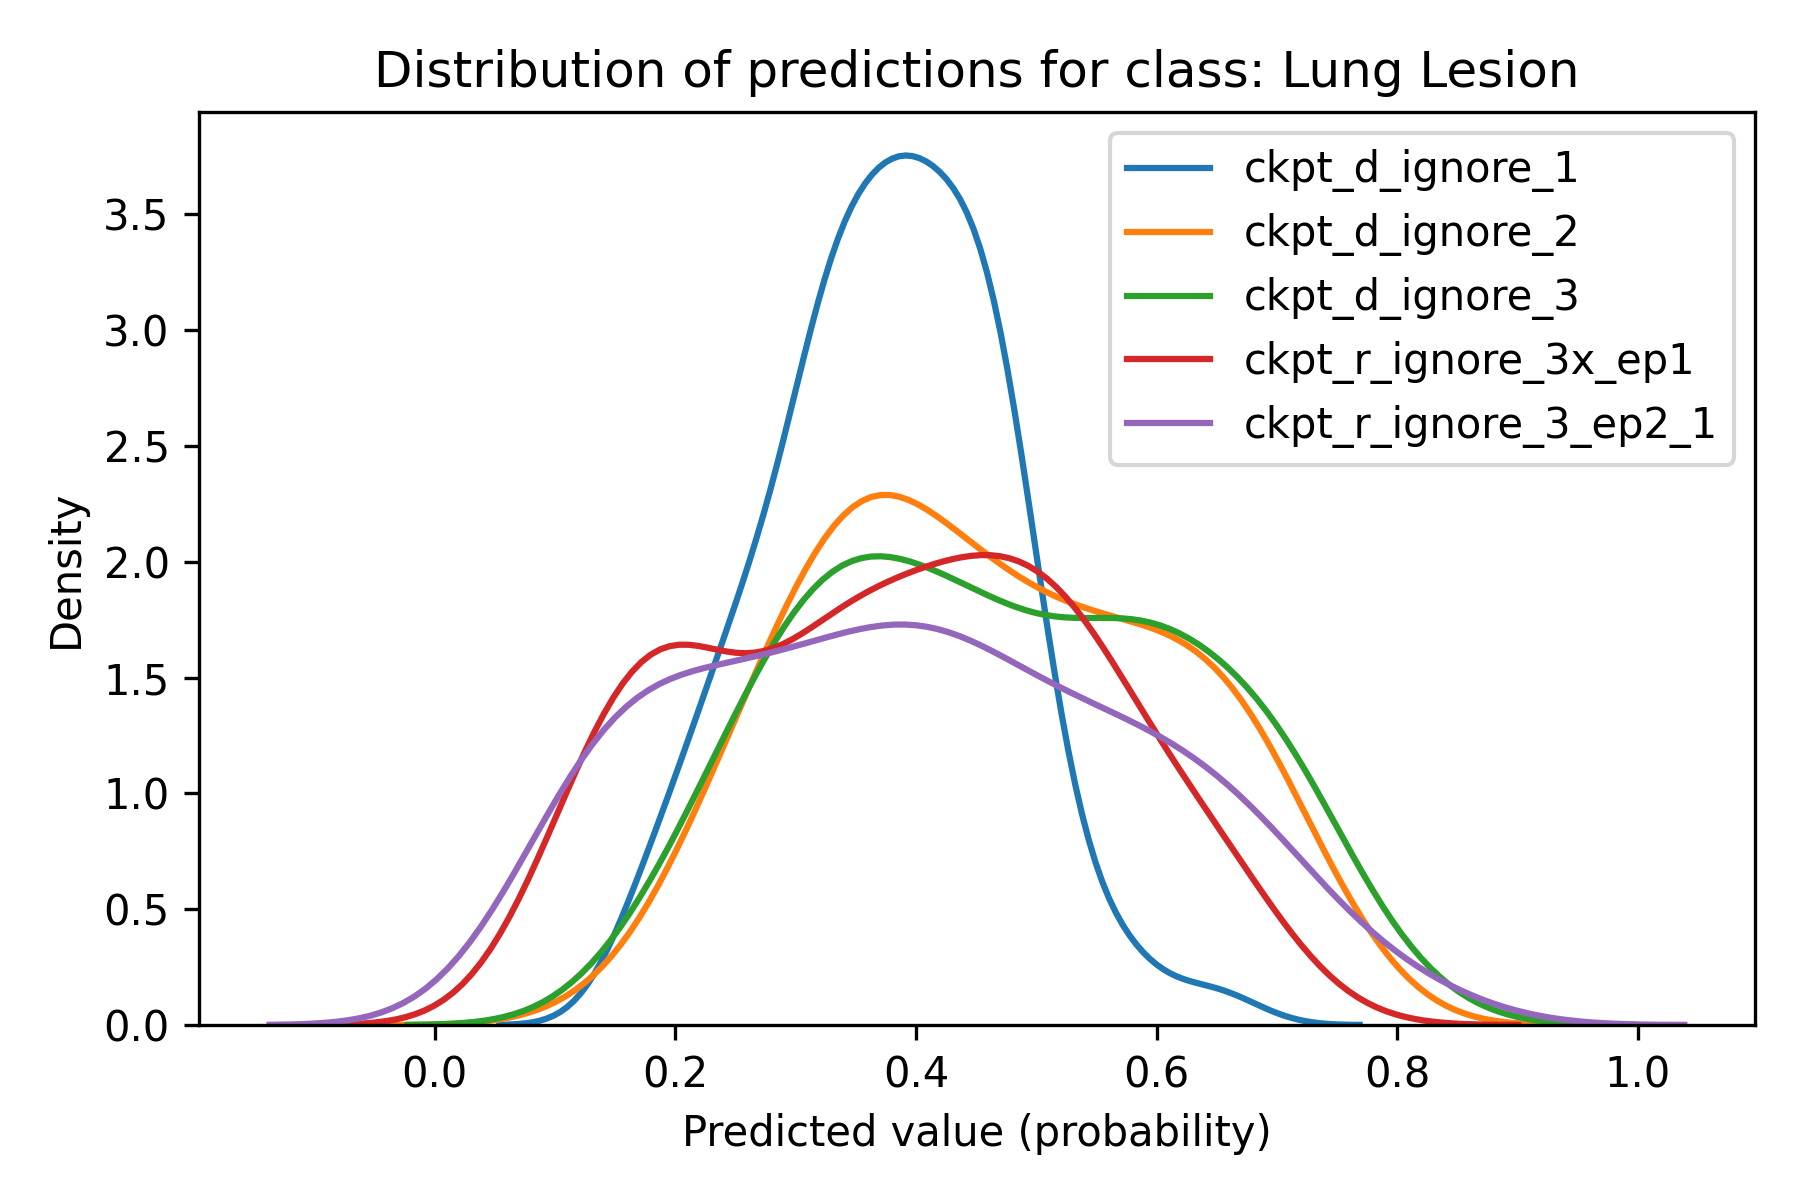 Distribution of predictions for class: Lung Lesion
ckpt_d_ignore_1
ckpt_d_ignore_2
ckpt_d_ignore_3
ckpt_r_ignore_3x_ep1
ckpt_r_ignore_3_ep2_1
Density
3.5
3.0
2.5
2.0
1.5
1.0
0.5
0.0
0.0 0.2 0.4 0.6 0.8 1.0
Predicted value (probability)